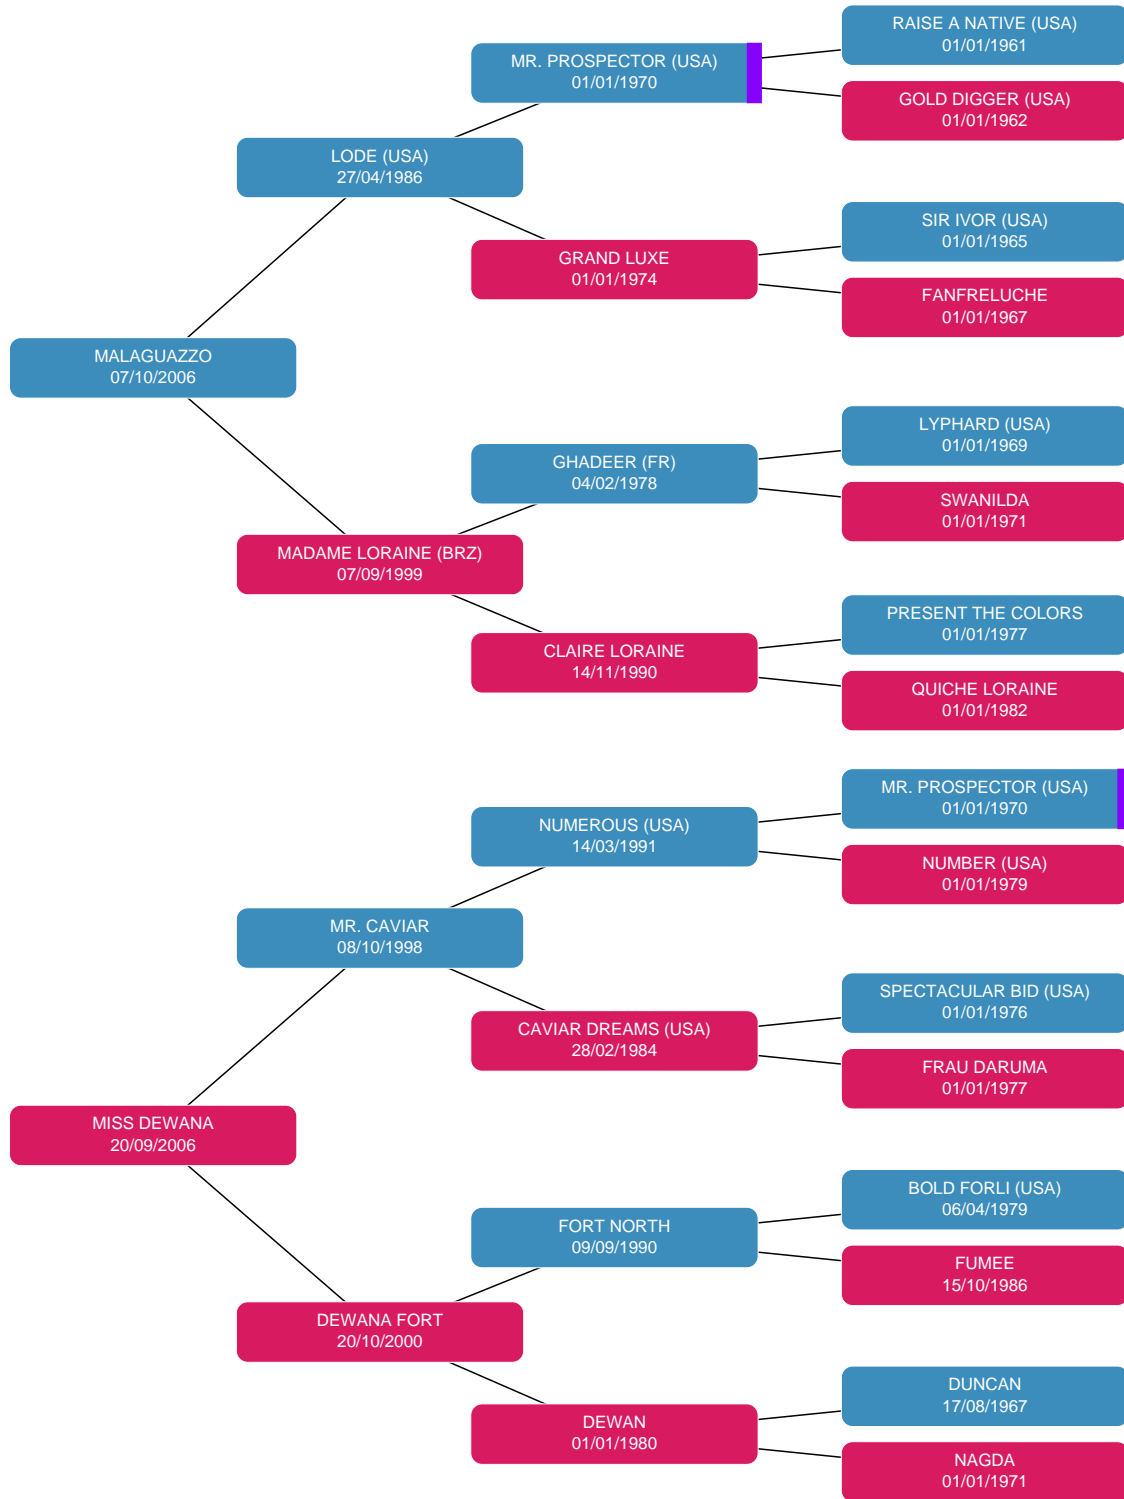 RAISE A NATIVE (USA)
01/01/1961
MR. PROSPECTOR (USA)
01/01/1970
GOLD DIGGER (USA)
01/01/1962
LODE (USA)
27/04/1986
SIR IVOR (USA)
01/01/1965
GRAND LUXE
01/01/1974
FANFRELUCHE
01/01/1967
MALAGUAZZO
07/10/2006
LYPHARD (USA)
01/01/1969
GHADEER (FR)
04/02/1978
SWANILDA
01/01/1971
MADAME LORAINE (BRZ)
07/09/1999
PRESENT THE COLORS
01/01/1977
CLAIRE LORAINE
14/11/1990
QUICHE LORAINE
01/01/1982
MR. PROSPECTOR (USA)
01/01/1970
NUMEROUS (USA)
14/03/1991
NUMBER (USA)
01/01/1979
MR. CAVIAR
08/10/1998
SPECTACULAR BID (USA)
01/01/1976
CAVIAR DREAMS (USA)
28/02/1984
FRAU DARUMA
01/01/1977
MISS DEWANA
20/09/2006
BOLD FORLI (USA)
06/04/1979
FORT NORTH
09/09/1990
FUMEE
15/10/1986
DEWANA FORT
20/10/2000
DUNCAN
17/08/1967
DEWAN
01/01/1980
NAGDA
01/01/1971